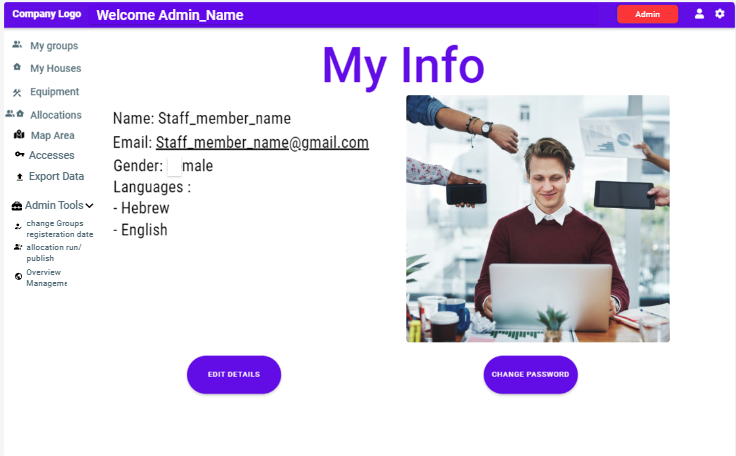 Company Logo Welcome Admin_Name Admin
My groups
My Houses
Equipment
Allocations
Map Area
Accesses
Export Data
Admin Tools
change Groups
registeration date
allocation run/
publish
Overview
Manageme
My Info
Name: Staff_member_name
Email: Staff_member_name@gmail.com
Gender: male
Languages :
- Hebrew
- English
EDIT DETAILS
CHANGE PASSWORD